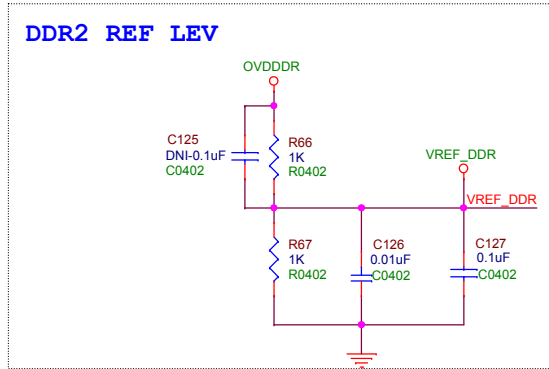 DDR2 REF LEV
OVDDDR
C125
DNI-0.1uF
C0402
R66
1K
R0402
VREF_DDR
VREF_DDR
R67
1K
R0402
C126
0.01uF
C0402
C127
0.1uF
C0402